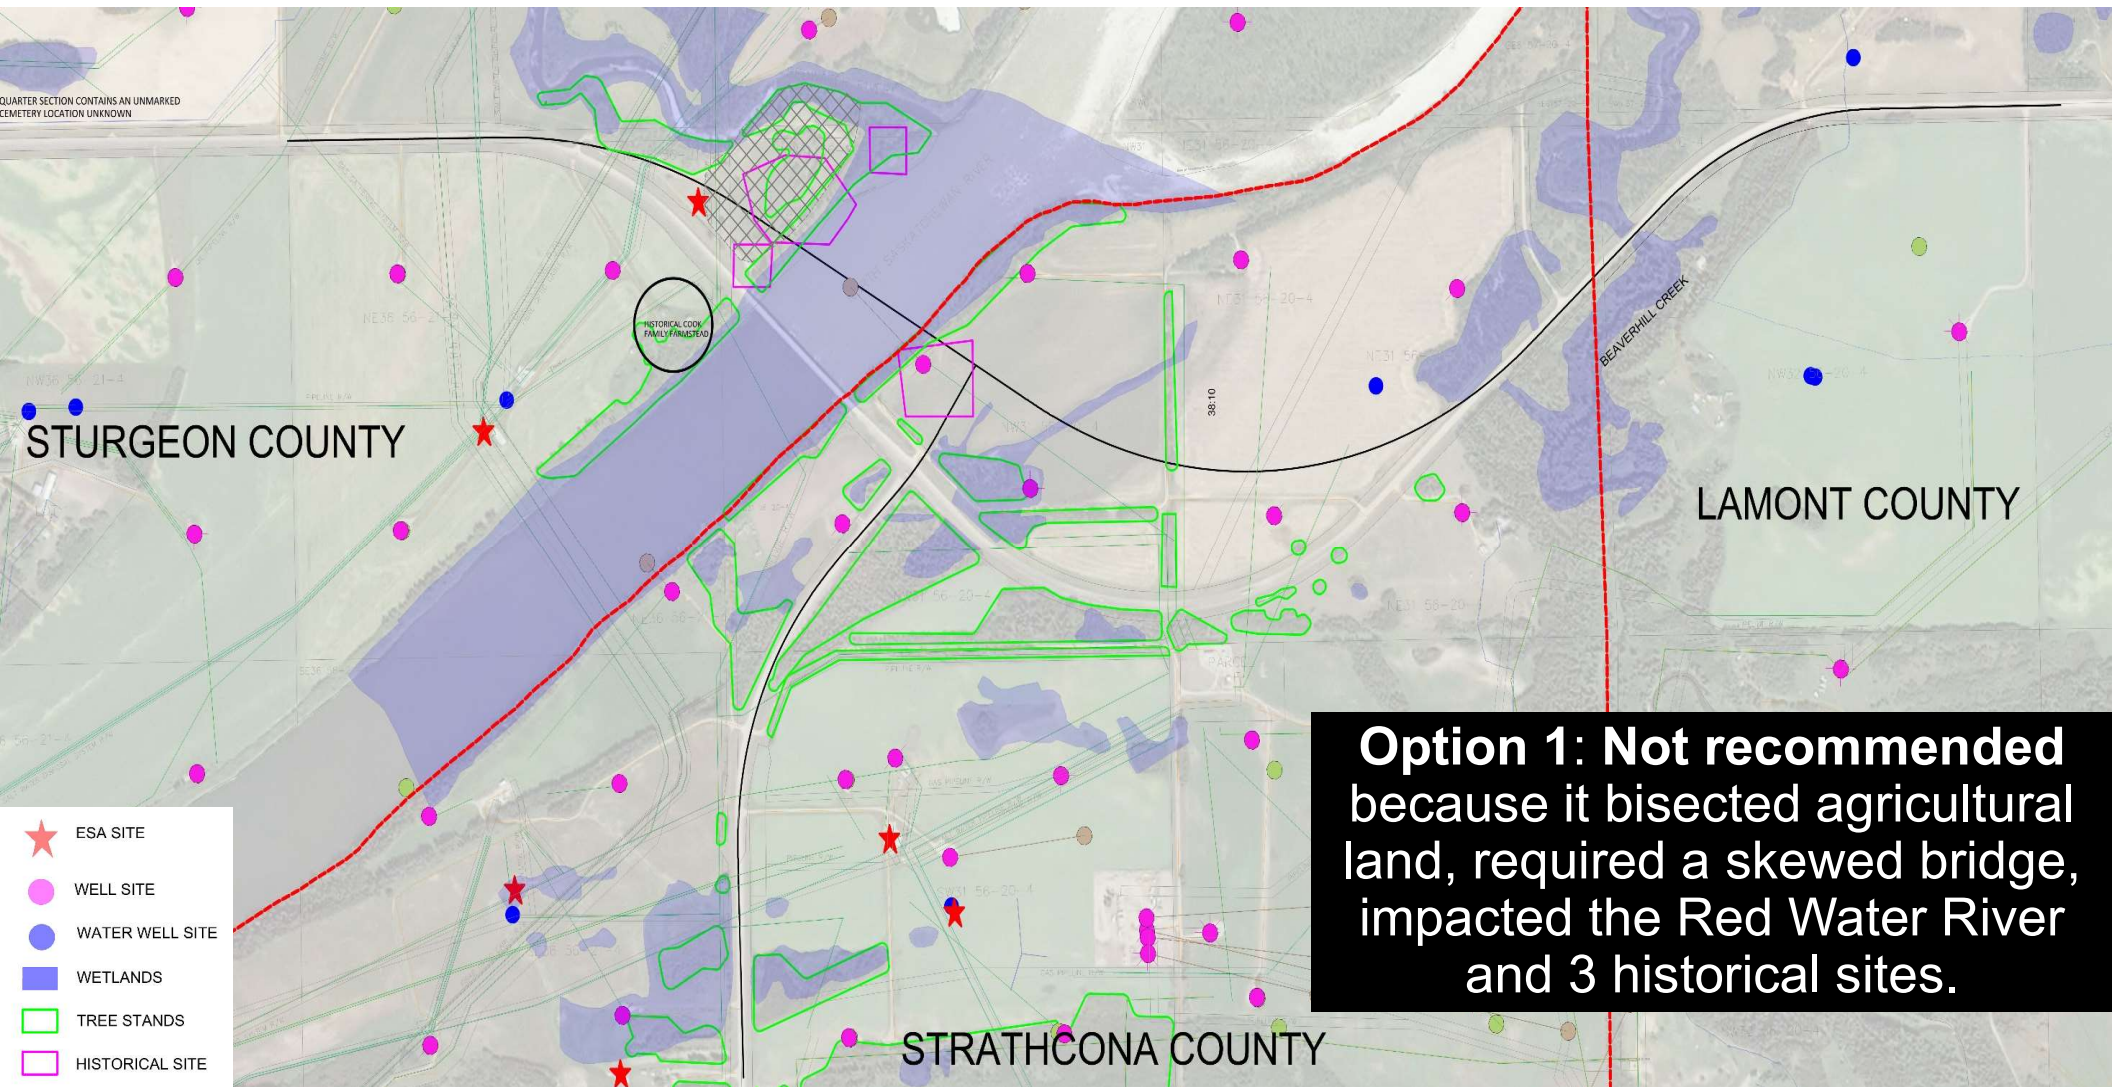 QUARTER SECTION CONTAINS AN UNMARKED
CEMETERY LOCATION UNKNOWN
HISTORICAL COOK
FAMILY FARMSTEAD
BEAVERHILL CREEK
38:10
STURGEON COUNTY
LAMONT COUNTY
STRATHCONA COUNTY
Option 1: Not recommended
because it bisected agricultural
land, required a skewed bridge,
impacted the Red Water River
and 3 historical sites.
ESA SITE
WELL SITE
WATER WELL SITE
WETLANDS
TREE STANDS
HISTORICAL SITE